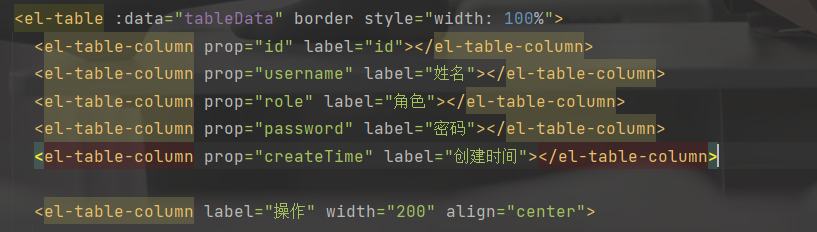 <el-table :data="tableData" border style="width: 100%">
<el-table-column prop="id" label="id"></el-table-column>
<el-table-column prop="username" label="姓名"></el-table-column>
<el-table-column prop="role" label="角色"></el-table-column>
<el-table-column prop="password" label="密码"></el-table-column>
<el-table-column prop="createTime" label="创建时间"></el-table-column>
<el-table-column label="操作" width="200" align="center">